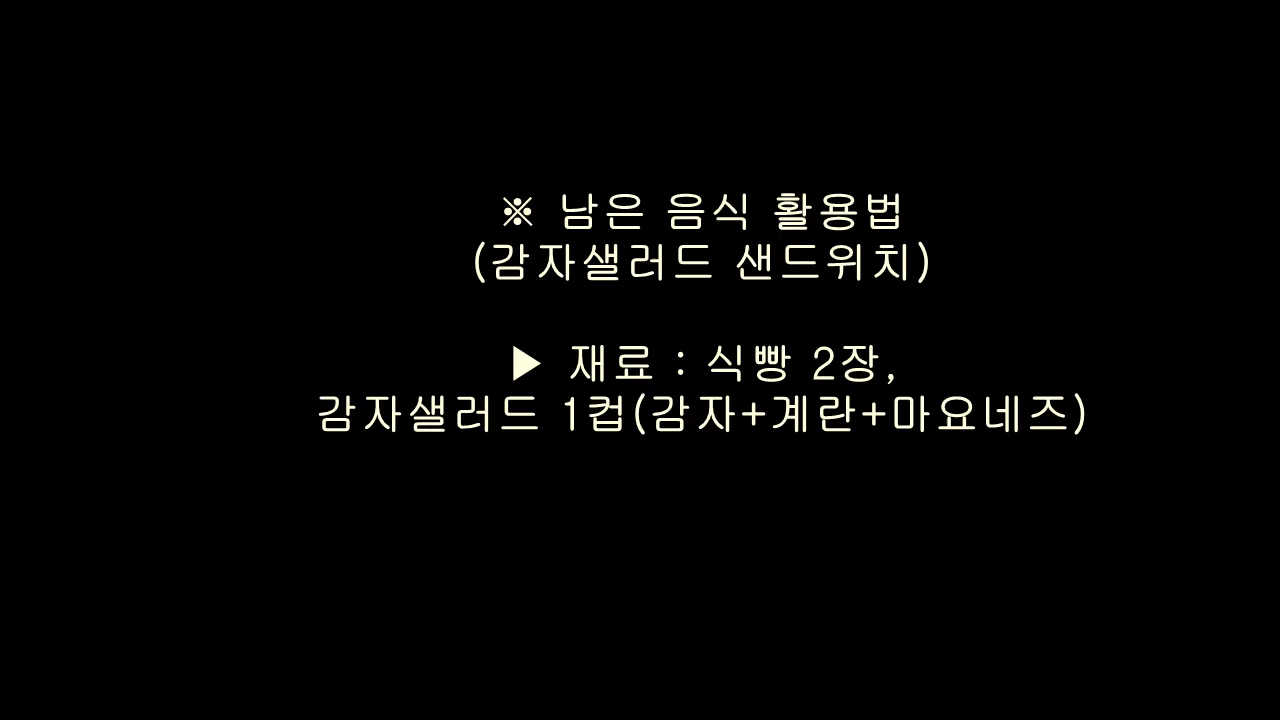 ※ 남은 음식 활용법
(감자샐러드 샌드위치)
▶ 재료 : 식빵 2장,
감자샐러드 1컵(감자+계란+마요네즈)